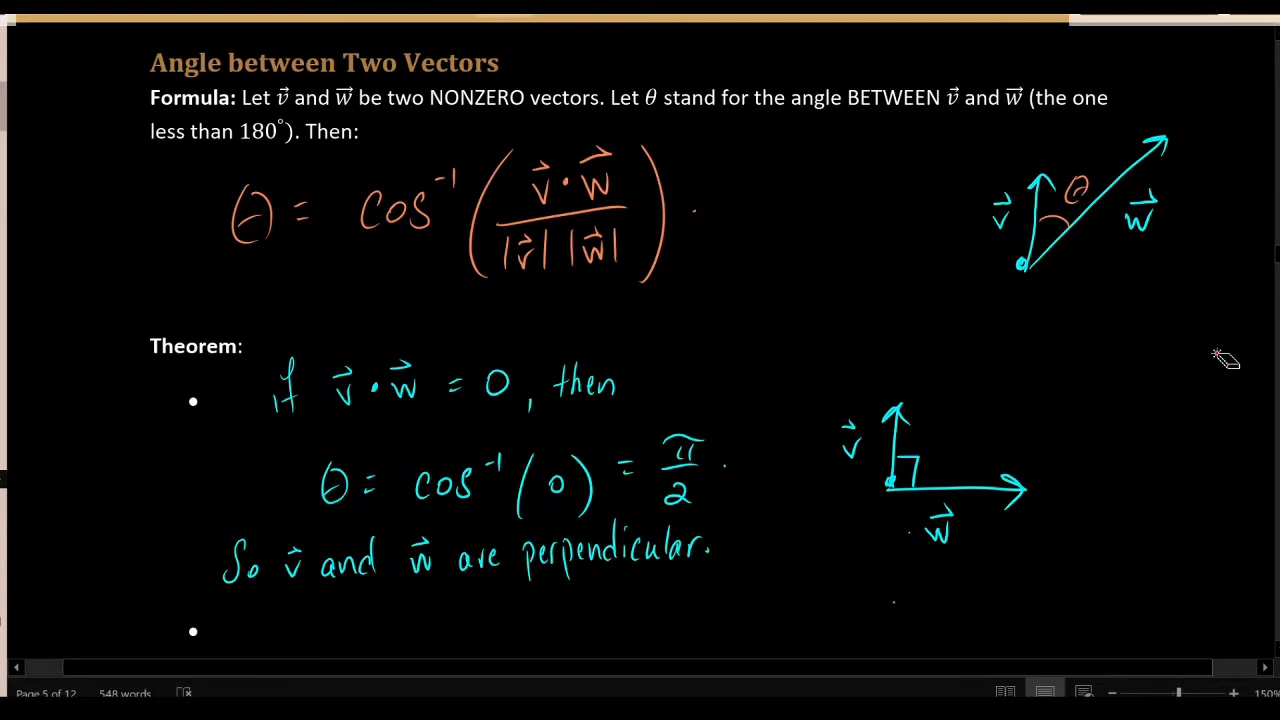 Angle between Two Vectors
Formula: Let v⃗ and w⃗ be two NONZERO vectors. Let θ stand for the angle BETWEEN v⃗ and w⃗ (the one
less than 180°). Then:
θ = cos⁻¹ ( v⃗ · w⃗ / |v⃗| |w⃗| ) .
v⃗ θ w⃗
Theorem:
• if v⃗ · w⃗ = 0, then
θ = cos⁻¹ ( 0 ) = π / 2 .
v⃗
w⃗
So v⃗ and w⃗ are perpendicular.
•
Page 5 of 12 548 words 150%